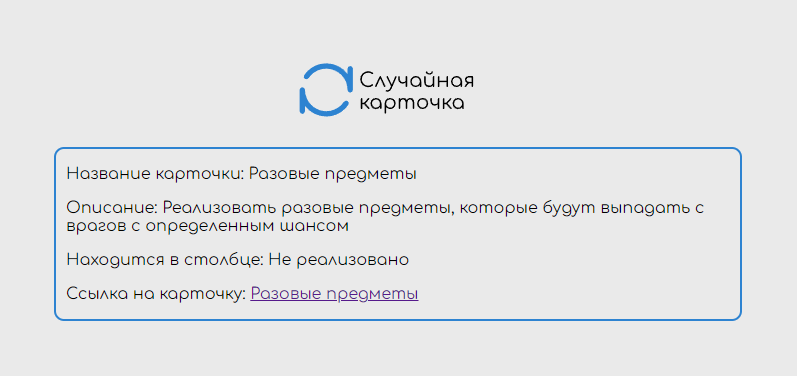 Случайная
карточка
Название карточки: Разовые предметы
Описание: Реализовать разовые предметы, которые будут выпадать с
врагов с определенным шансом
Находится в столбце: Не реализовано
Ссылка на карточку: Разовые предметы